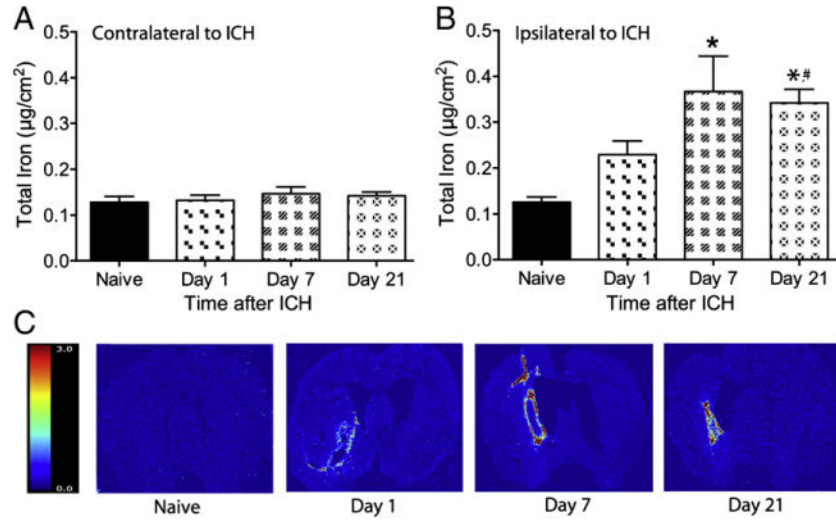 A
Contralateral to ICH
Total Iron (µg/cm²)
0.5
0.4
0.3
0.2
0.1
0.0
Naive Day 1 Day 7 Day 21
Time after ICH
B
Ipsilateral to ICH
Total Iron (µg/cm²)
0.5
0.4
0.3
0.2
0.1
0.0
*
*,#
Naive Day 1 Day 7 Day 21
Time after ICH
C
3.0
0.0
Naive Day 1 Day 7 Day 21